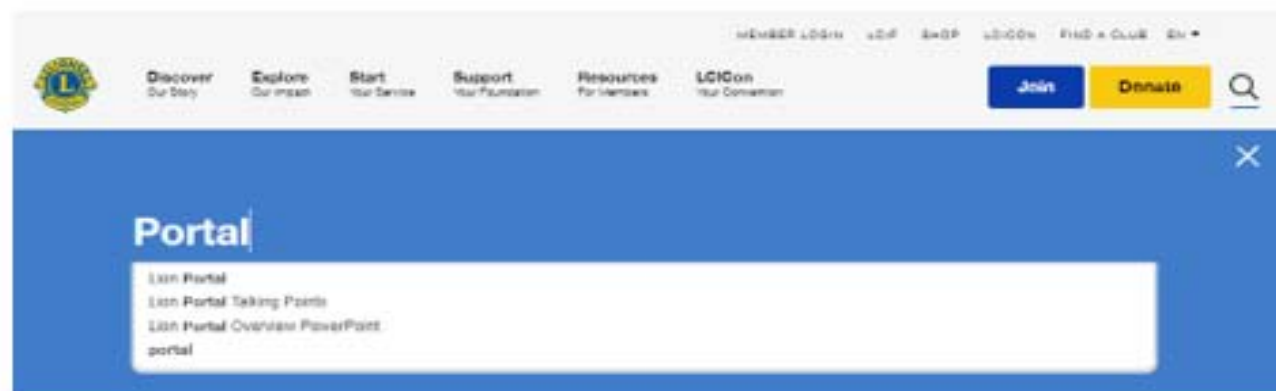 MEMBER LOGIN LCIF SHOP LCICON FIND A CLUB EN
L
Discover Explore Start Support Resources LCICon
Our Story Our Impact Your Service Your Foundation For Members Your Convention
Join Donate
Portal
Lion Portal
Lion Portal Talking Points
Lion Portal Overview PowerPoint
portal